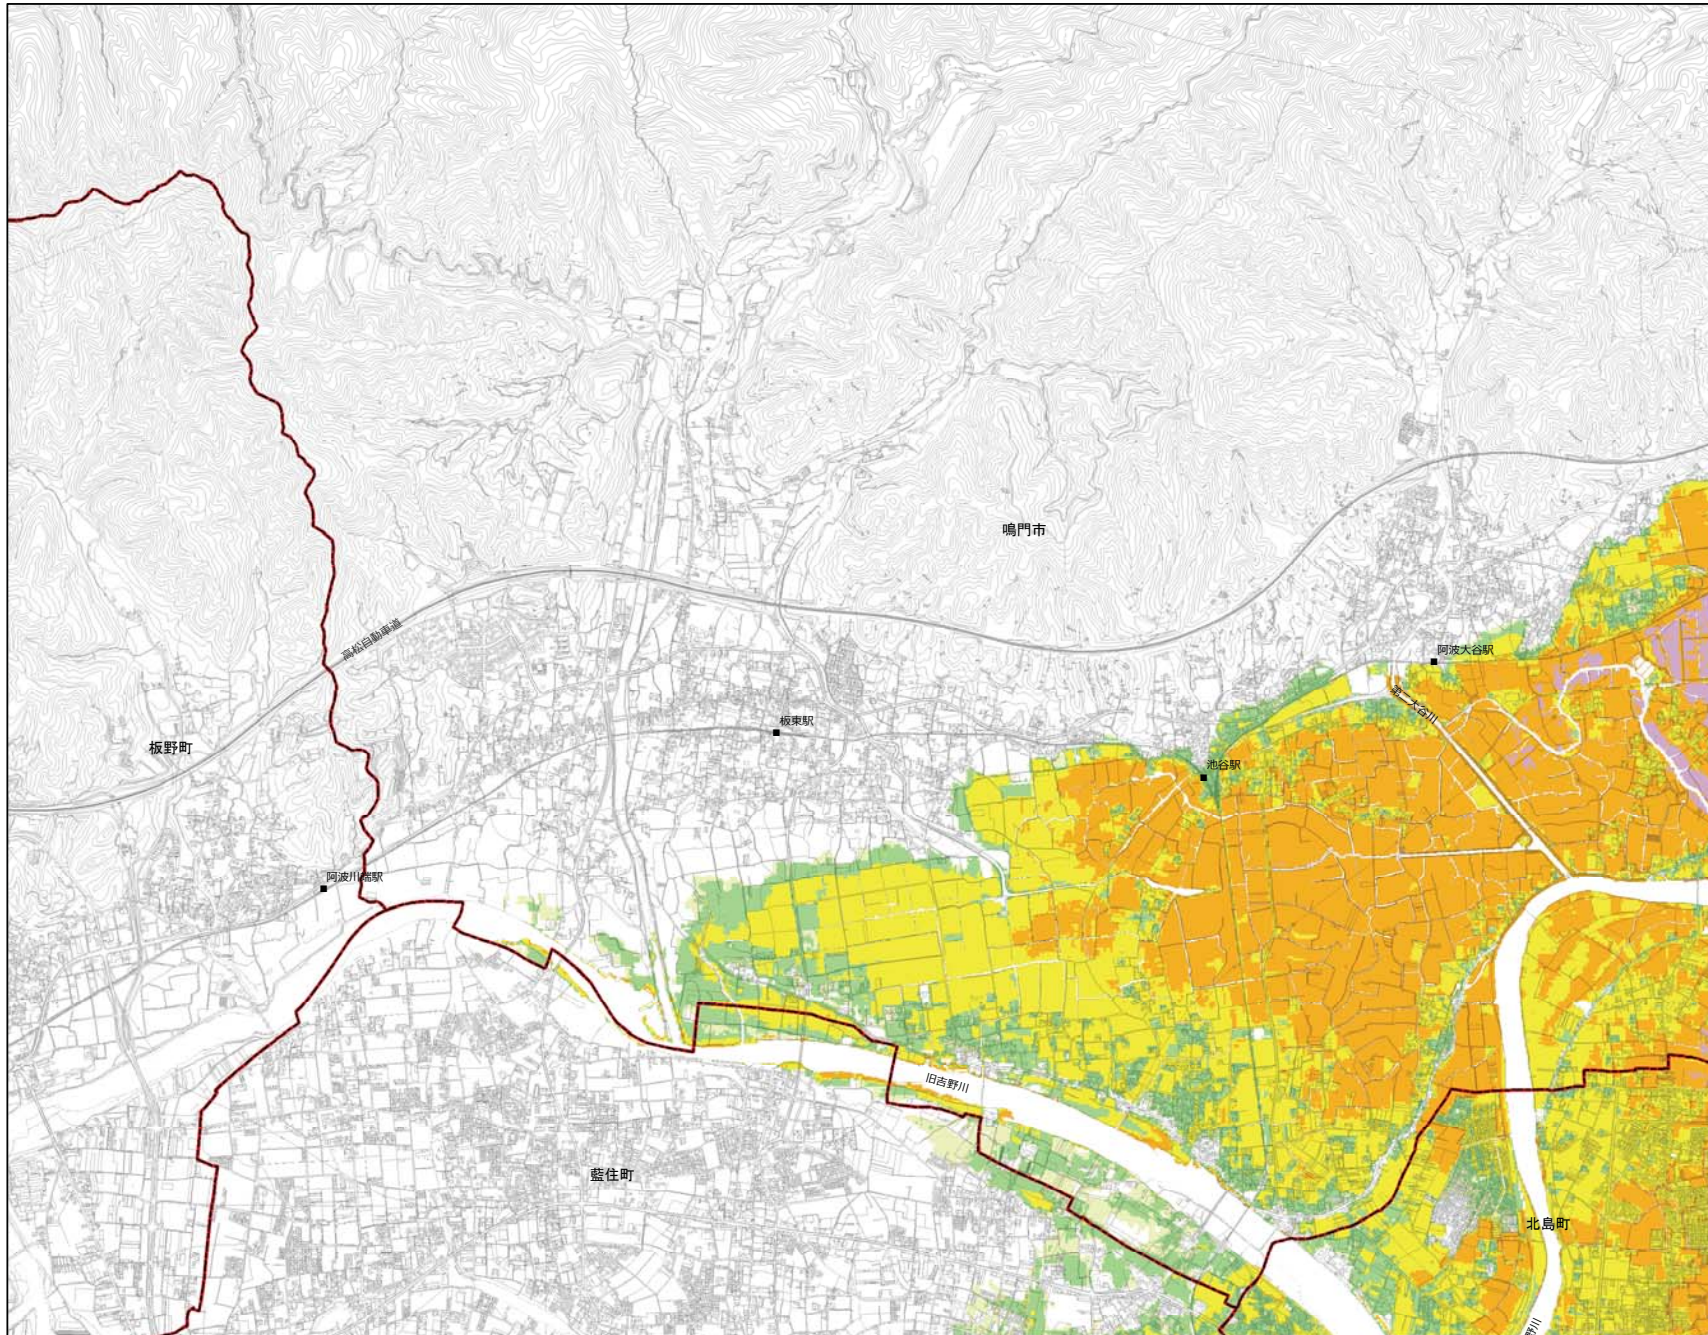 鳴門市
高松自動車道
阿波大谷駅
第二大谷川
板東駅
板野町
池谷駅
阿波川端駅
旧吉野川
藍住町
北島町
野川